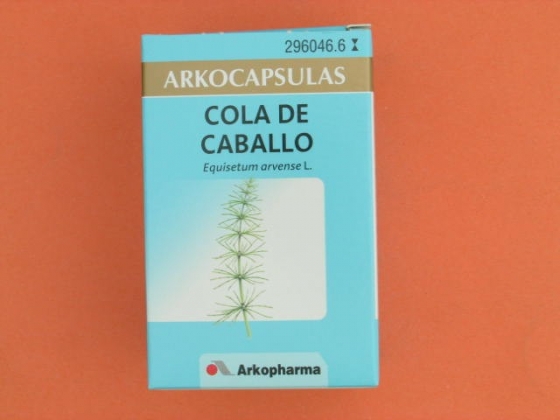 296046.6
ARKOCAPSULAS
COLA DE
CABALLO
Equisetum arvense L.
Arkopharma